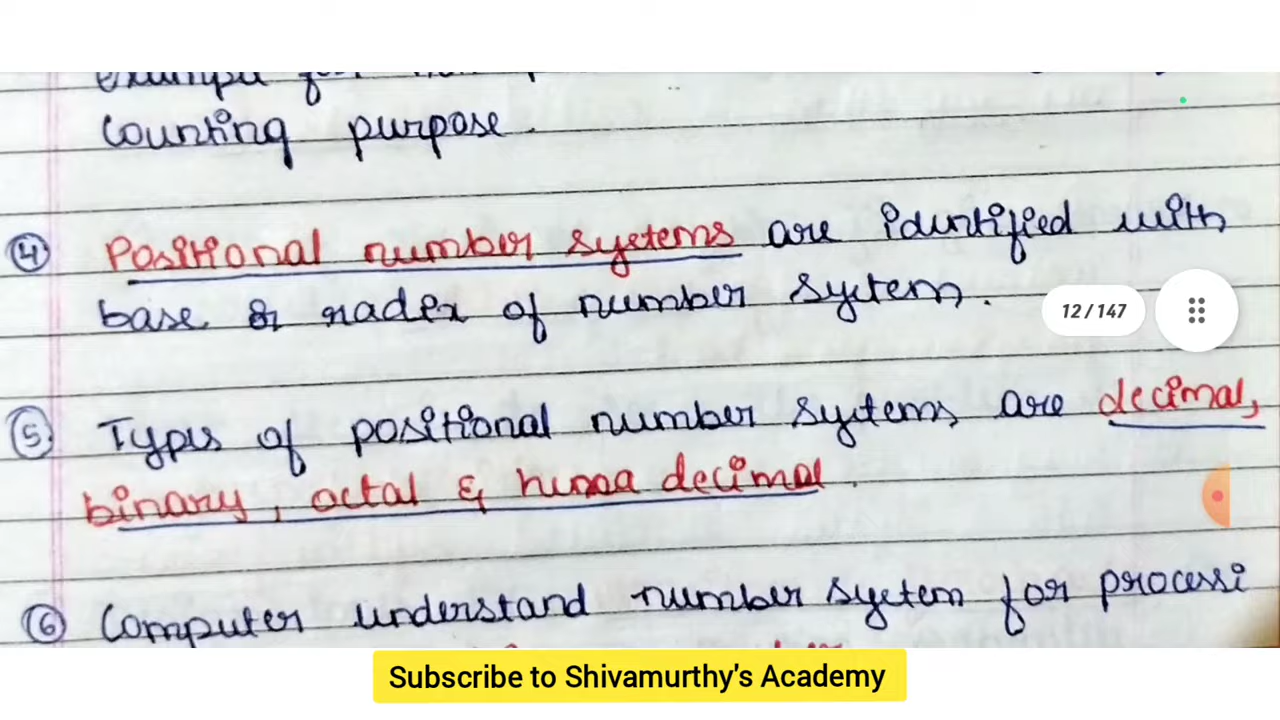 counting purpose.
④ Positional number systems are identified with
base or radix of number system.
12 / 147
⑤ Types of positional number systems are decimal,
binary, octal & hexa decimal.
⑥ Computer understand number system for processi
Subscribe to Shivamurthy's Academy